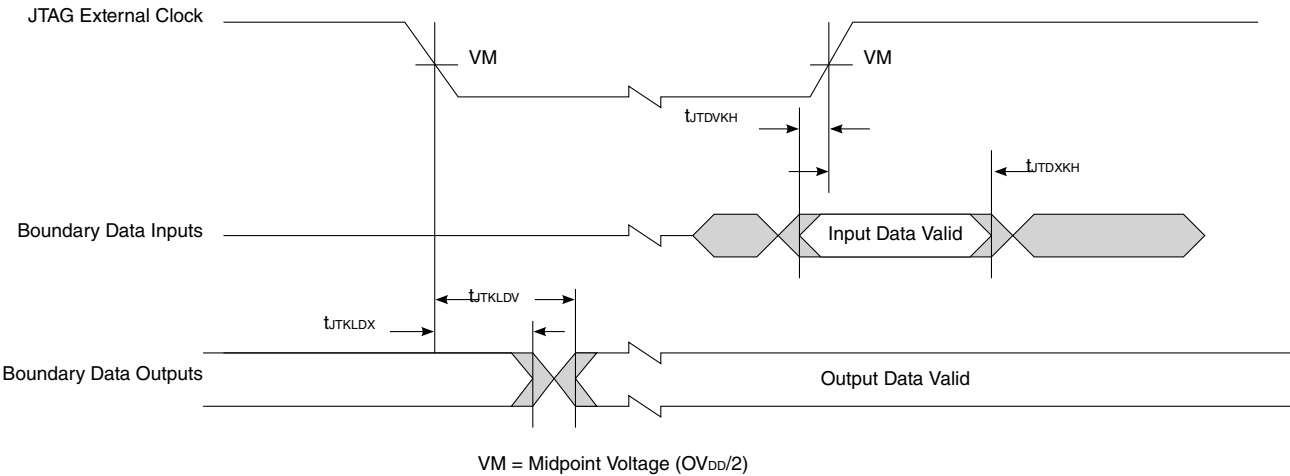 JTAG External Clock
VM
VM
tJTDVKH
tJTDXKH
Boundary Data Inputs
Input Data Valid
tJTKLDV
tJTKLDX
Boundary Data Outputs
Output Data Valid
VM = Midpoint Voltage (OVDD/2)